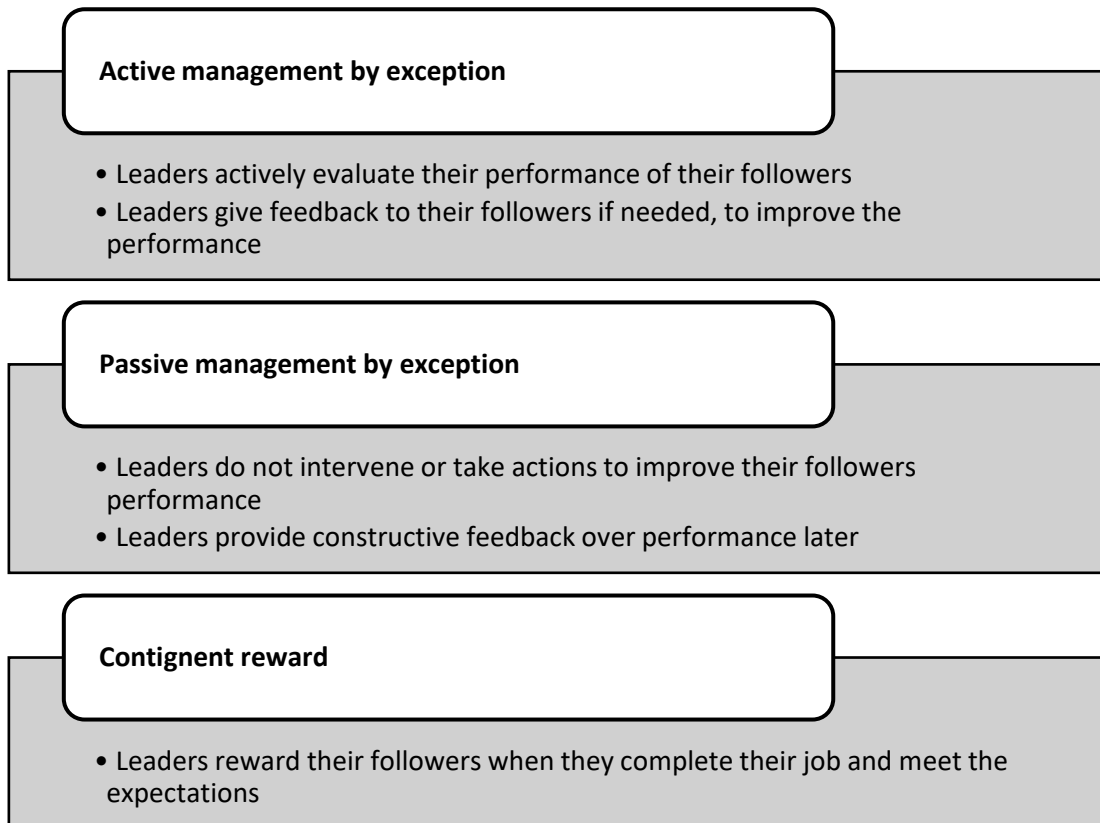 Active management by exception
• Leaders actively evaluate their performance of their followers
• Leaders give feedback to their followers if needed, to improve the
performance
Passive management by exception
• Leaders do not intervene or take actions to improve their followers
performance
• Leaders provide constructive feedback over performance later
Contignent reward
• Leaders reward their followers when they complete their job and meet the
expectations